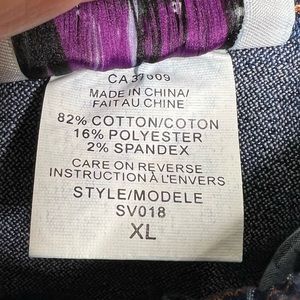 CA 37009
MADE IN CHINA/
FAIT AU CHINE
82% COTTON/COTON
16% POLYESTER
2% SPANDEX
CARE ON REVERSE
INSTRUCTION À L'ENVERS
STYLE/MODELE
SV018
XL